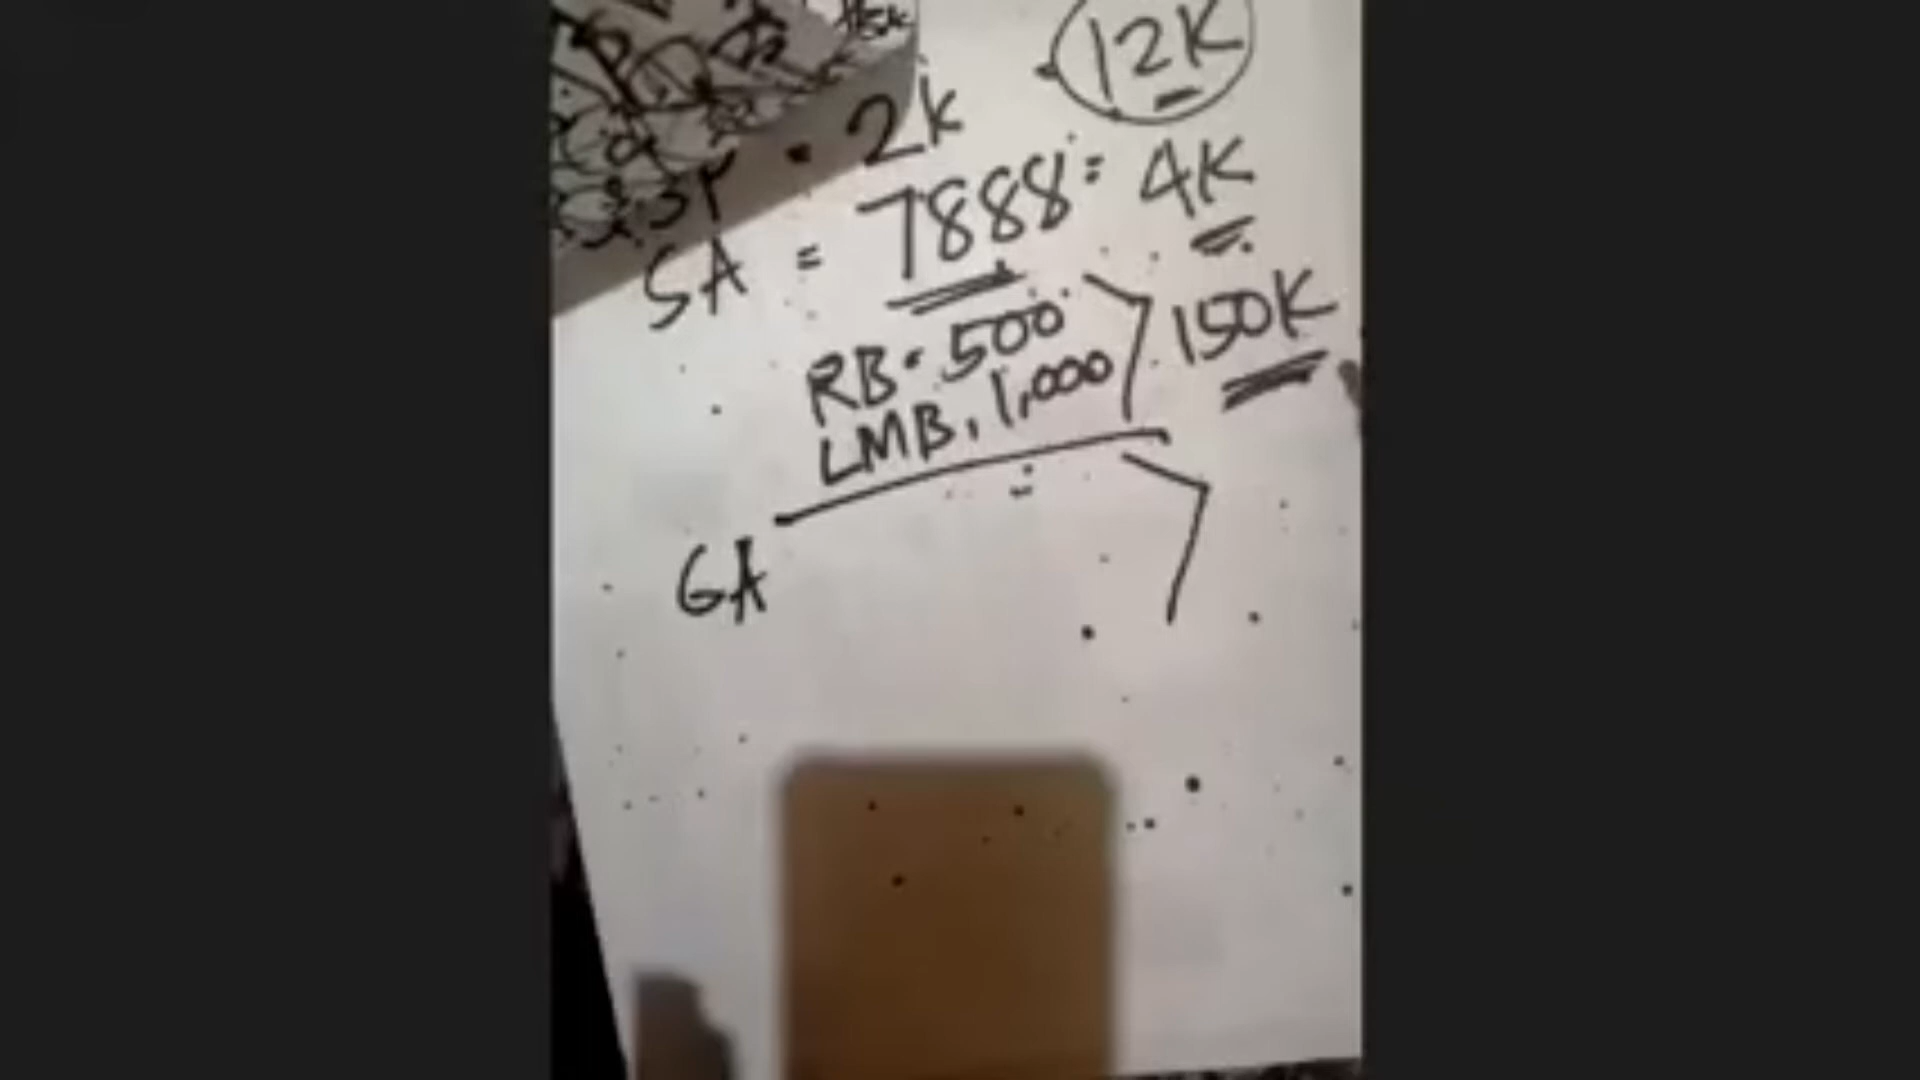 12K
= 2k
SA = 7888 = 4K
RB = 500
LMB, 1,000
150K
GA